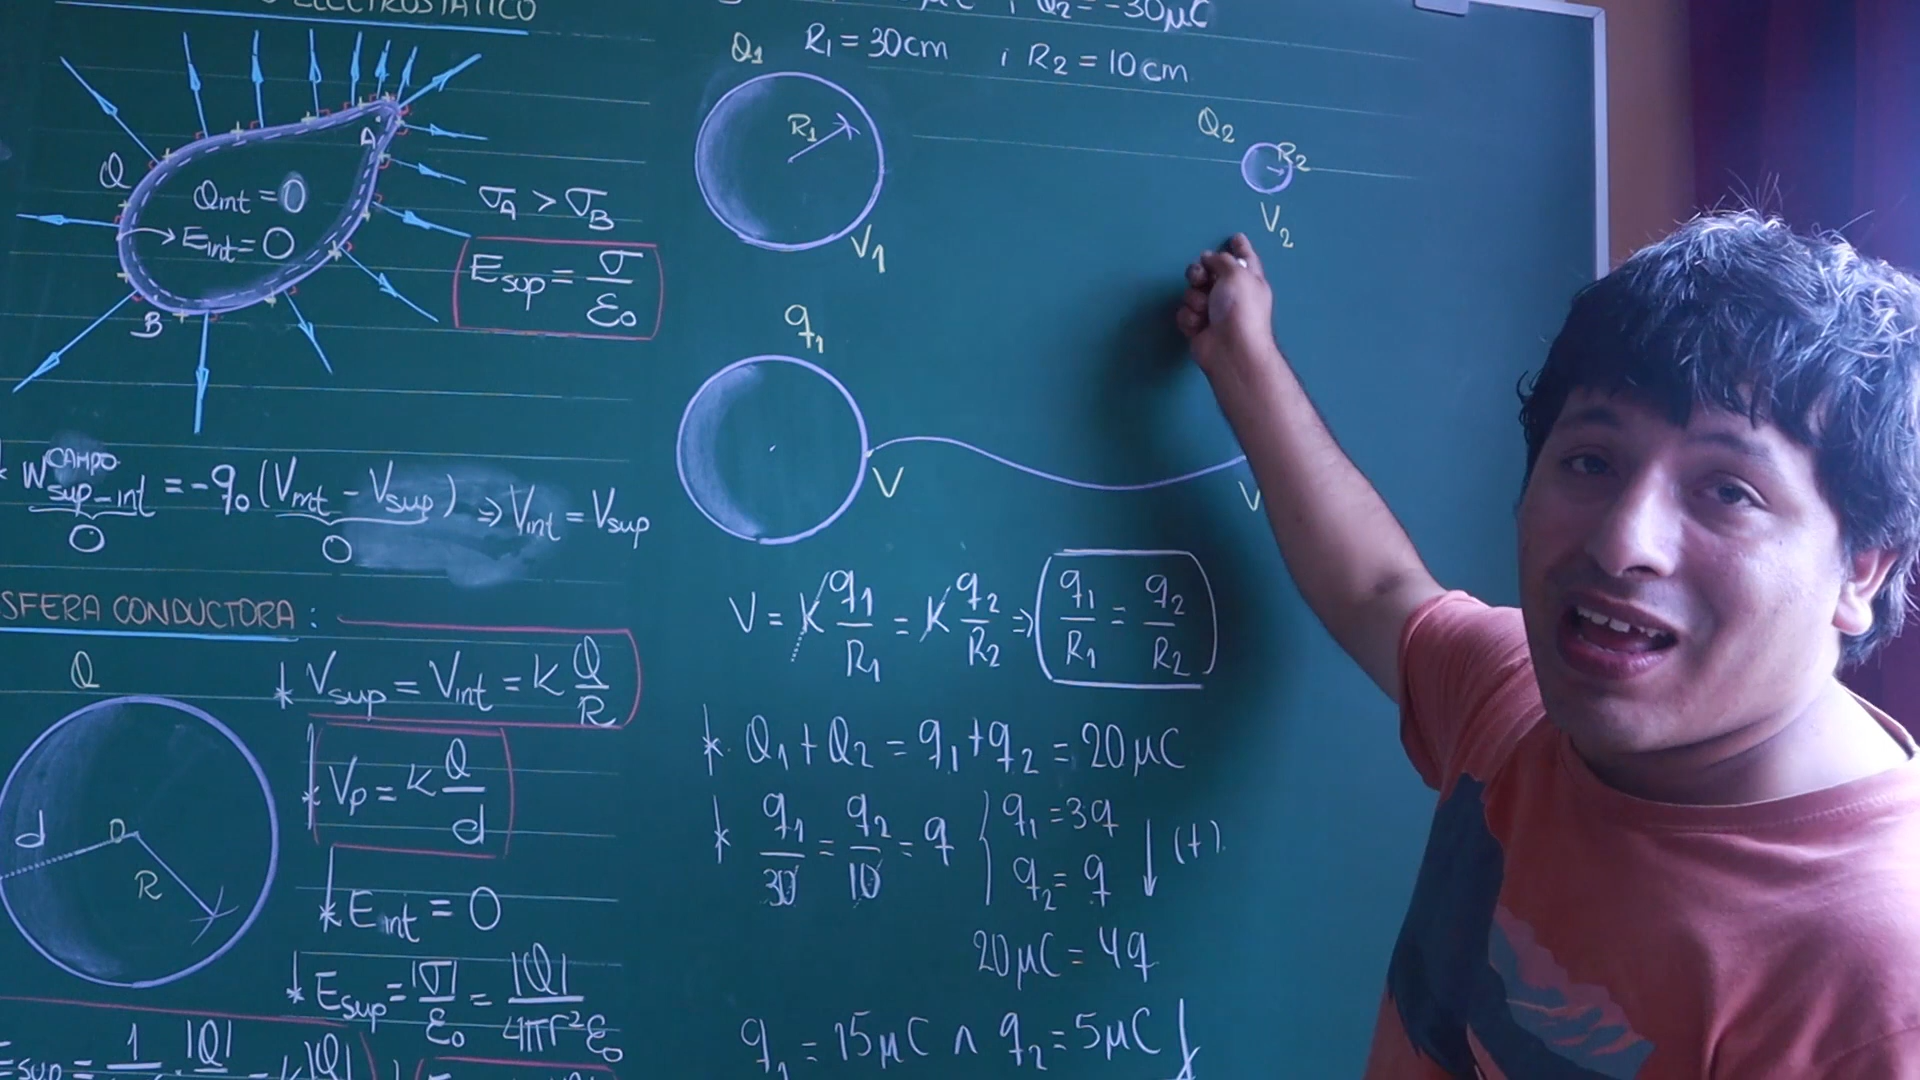 ELECTROSTÁTICO
Q
Qint = 0
Eint = 0
A
B
σA > σB
Esup = σ/ε₀
W CAMPO sup-int = -q₀ (Vint - Vsup) ⇒ Vint = Vsup
0 0
SFERA CONDUCTORA :
Q
d
O
R
* Vsup = Vint = K Q/R
* Vp = K Q/d
* Eint = 0
* Esup = |σ|/ε₀ = |Q|/4πr²ε₀
μC i Q₂ = -30μC
R₁ = 30cm i R₂ = 10cm
Q₁
R₁
V₁
Q₂
R₂
V₂
q₁
V
V
V = K q₁/R₁ = K q₂/R₂ ⇒ q₁/R₁ = q₂/R₂
* Q₁ + Q₂ = q₁ + q₂ = 20μC
* q₁/30 = q₂/10 = q { q₁ = 3q
q₂ = q ↓ (+)
20μC = 4q
q₁ = 15μC ∧ q₂ = 5μC